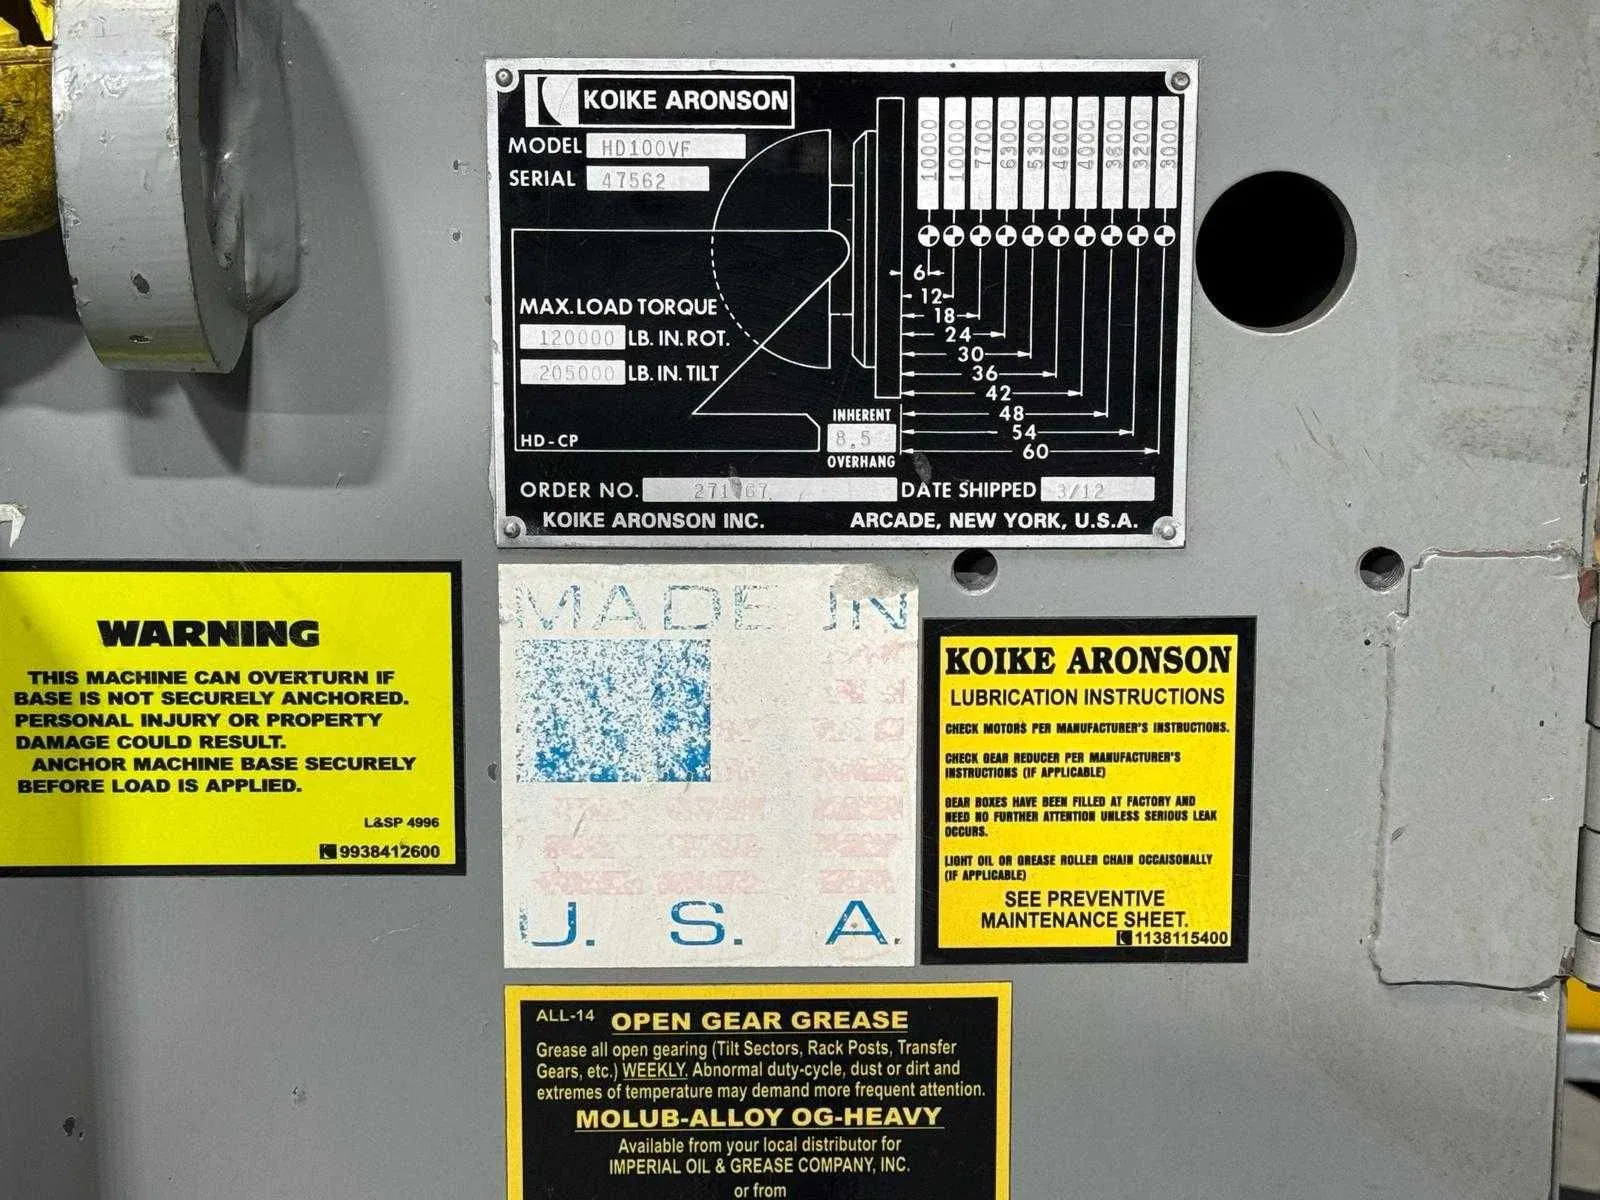 KOIKE ARONSON
MODEL HD100VF
SERIAL 47562
10000 10000 7700 6300 5300 4600 4000 3600 3200 3000
6
12
18
24
30
36
42
48
54
60
MAX. LOAD TORQUE
120000 LB. IN. ROT.
205000 LB. IN. TILT
HD-CP
INHERENT
8.5
OVERHANG
ORDER NO. DATE SHIPPED 3/12
KOIKE ARONSON INC. ARCADE, NEW YORK, U.S.A.
WARNING
THIS MACHINE CAN OVERTURN IF
BASE IS NOT SECURELY ANCHORED.
PERSONAL INJURY OR PROPERTY
DAMAGE COULD RESULT.
ANCHOR MACHINE BASE SECURELY
BEFORE LOAD IS APPLIED.
L&SP 4996
9938412600
MADE IN
U. S. A.
KOIKE ARONSON
LUBRICATION INSTRUCTIONS
CHECK MOTORS PER MANUFACTURER'S INSTRUCTIONS.
CHECK GEAR REDUCER PER MANUFACTURER'S
INSTRUCTIONS (IF APPLICABLE)
GEAR BOXES HAVE BEEN FILLED AT FACTORY AND
NEED NO FURTHER ATTENTION UNLESS SERIOUS LEAK
OCCURS.
LIGHT OIL OR GREASE ROLLER CHAIN OCCAISONALLY
(IF APPLICABLE)
SEE PREVENTIVE
MAINTENANCE SHEET.
1138115400
ALL-14 OPEN GEAR GREASE
Grease all open gearing (Tilt Sectors, Rack Posts, Transfer
Gears, etc.) WEEKLY. Abnormal duty-cycle, dust or dirt and
extremes of temperature may demand more frequent attention.
MOLUB-ALLOY OG-HEAVY
Available from your local distributor for
IMPERIAL OIL & GREASE COMPANY, INC.
or from